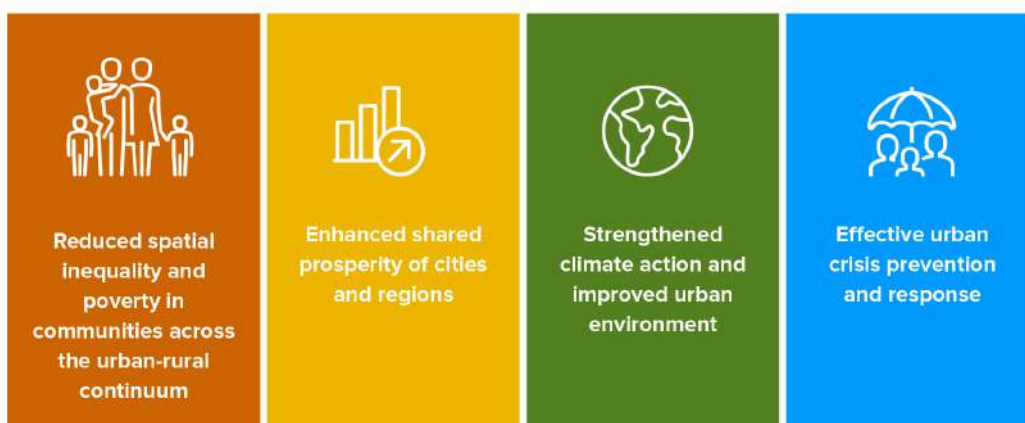 Reduced spatial
inequality and
poverty in
communities across
the urban-rural
continuum
Enhanced shared
prosperity of cities
and regions
Strengthened
climate action and
improved urban
environment
Effective urban
crisis prevention
and response